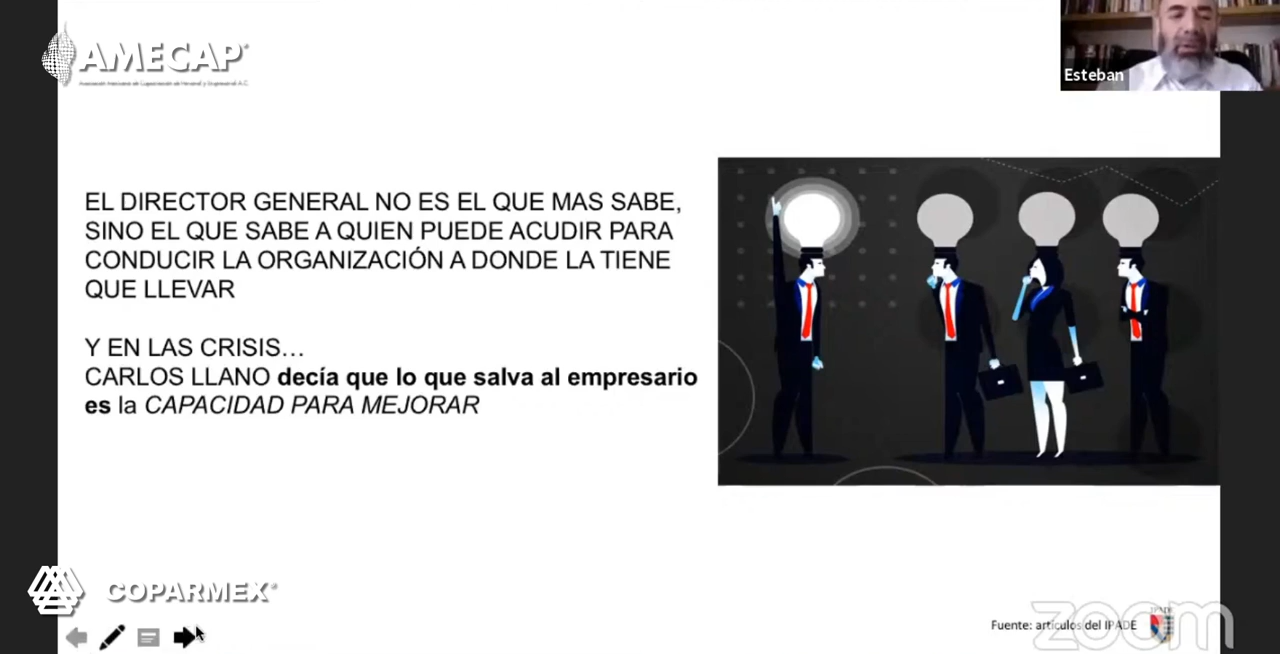 AMECAP
Esteban
EL DIRECTOR GENERAL NO ES EL QUE MAS SABE,
SINO EL QUE SABE A QUIEN PUEDE ACUDIR PARA
CONDUCIR LA ORGANIZACIÓN A DONDE LA TIENE
QUE LLEVAR
Y EN LAS CRISIS…
CARLOS LLANO decía que lo que salva al empresario
es la CAPACIDAD PARA MEJORAR
COPARMEX
Fuente: artículos del IPADE
IPADE
zoom